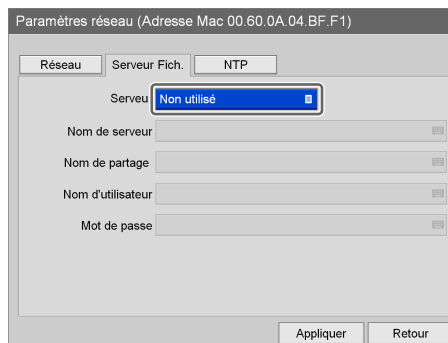 Paramètres réseau (Adresse Mac 00.60.0A.04.BF.F1)
Réseau Serveur Fich. NTP
Serveu Non utilisé
Nom de serveur
Nom de partage
Nom d'utilisateur
Mot de passe
Appliquer Retour